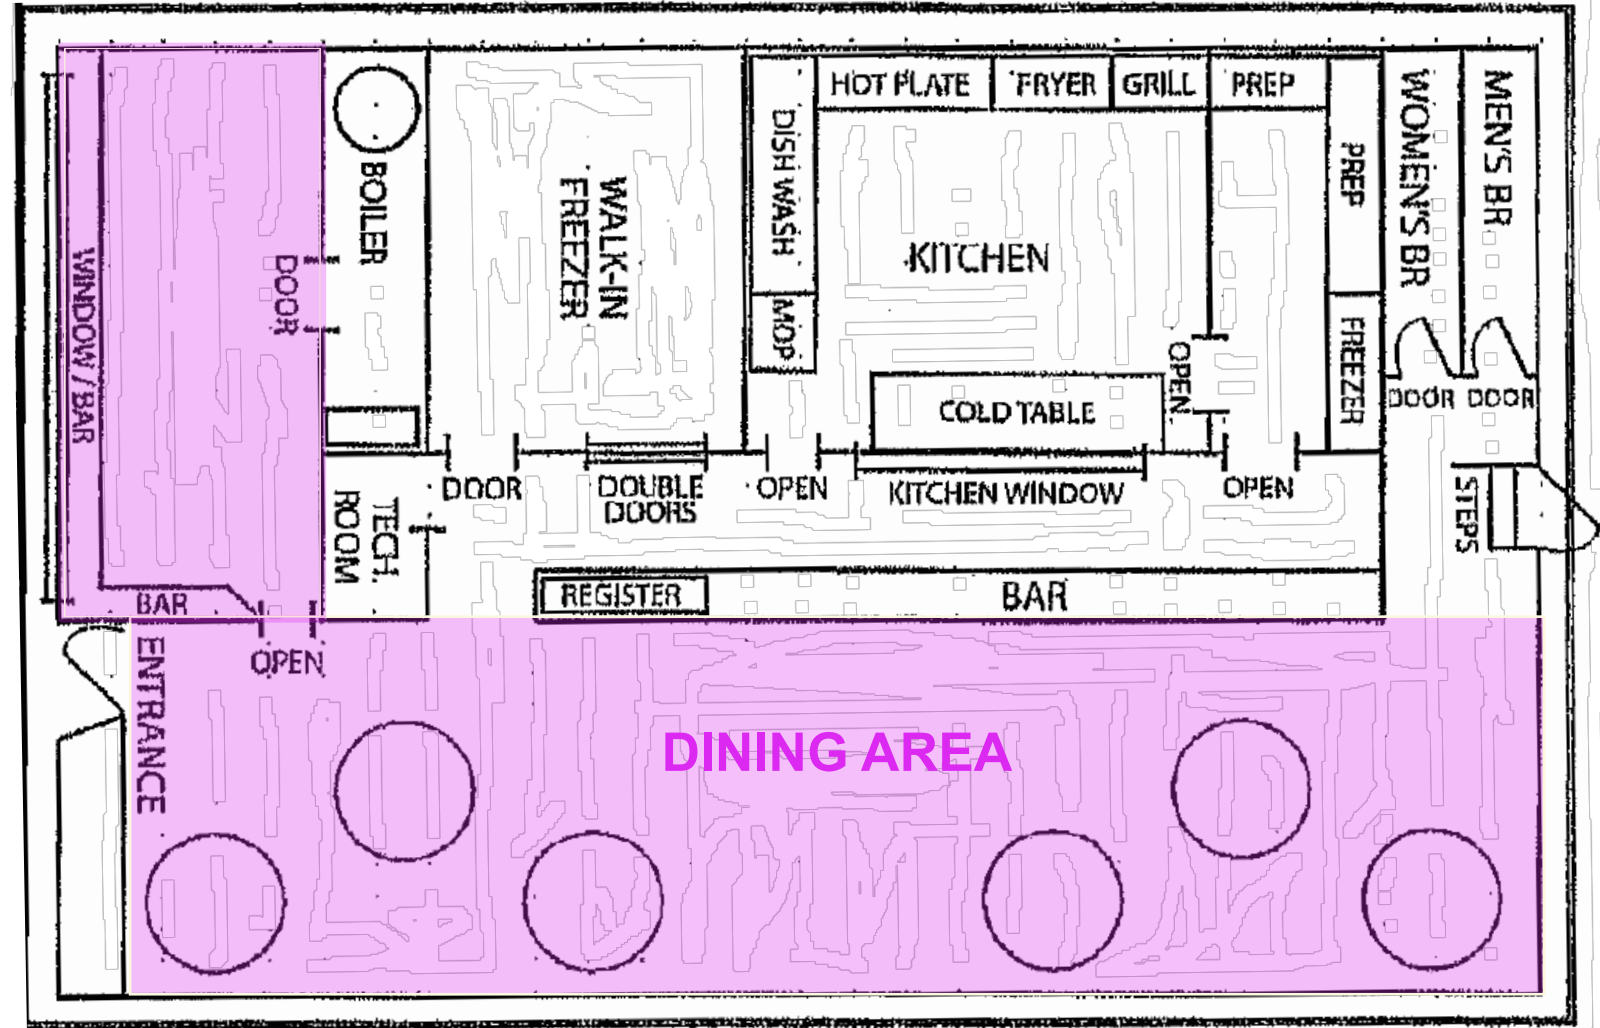 HOT PLATE
FRYER
GRILL
PREP
WOMEN'S BR
MEN'S BR
DISH WASH
PREP
BOILER
WALK-IN
FREEZER
KITCHEN
DOOR
WINDOW / BAR
MOP
FREEZER
OPEN
DOOR
DOOR
COLD TABLE
DOOR
DOUBLE
DOORS
OPEN
KITCHEN WINDOW
OPEN
STEPS
TECH.
ROOM
BAR
REGISTER
BAR
ENTRANCE
OPEN
DINING AREA